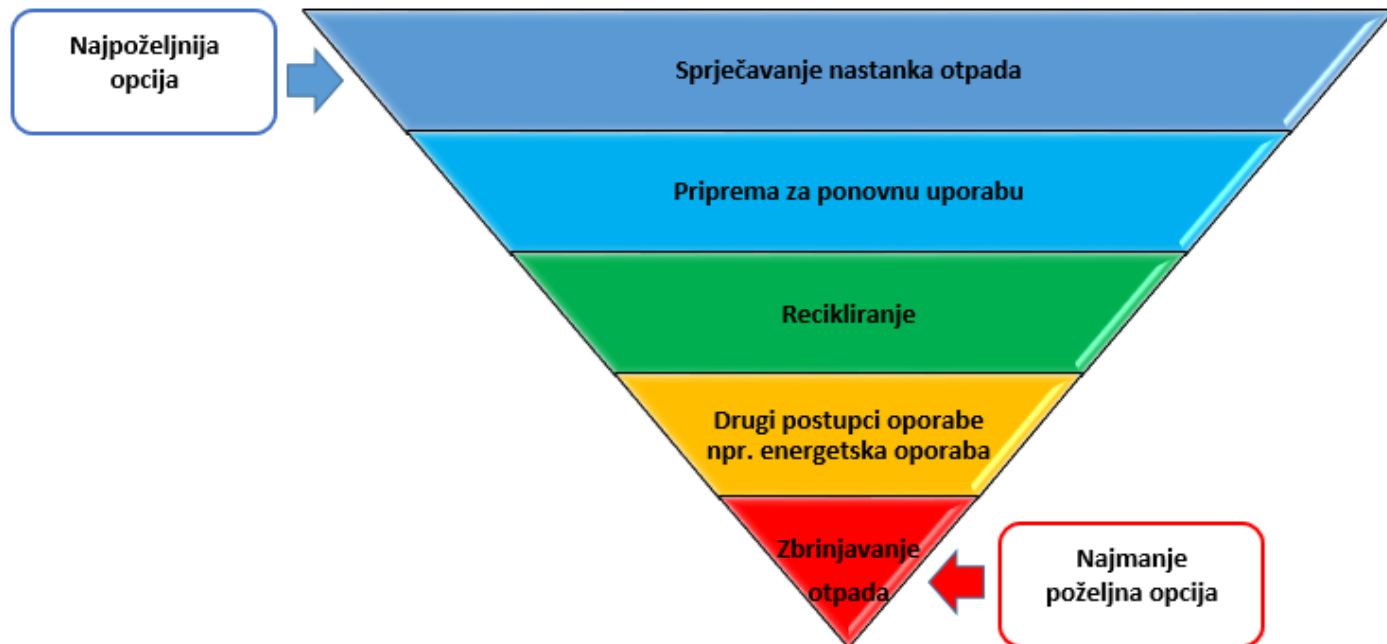 Najpoželjnija
opcija
Sprječavanje nastanka otpada
Priprema za ponovnu uporabu
Recikliranje
Drugi postupci oporabe
npr. energetska oporaba
Zbrinjavanje
otpada
Najmanje
poželjna opcija